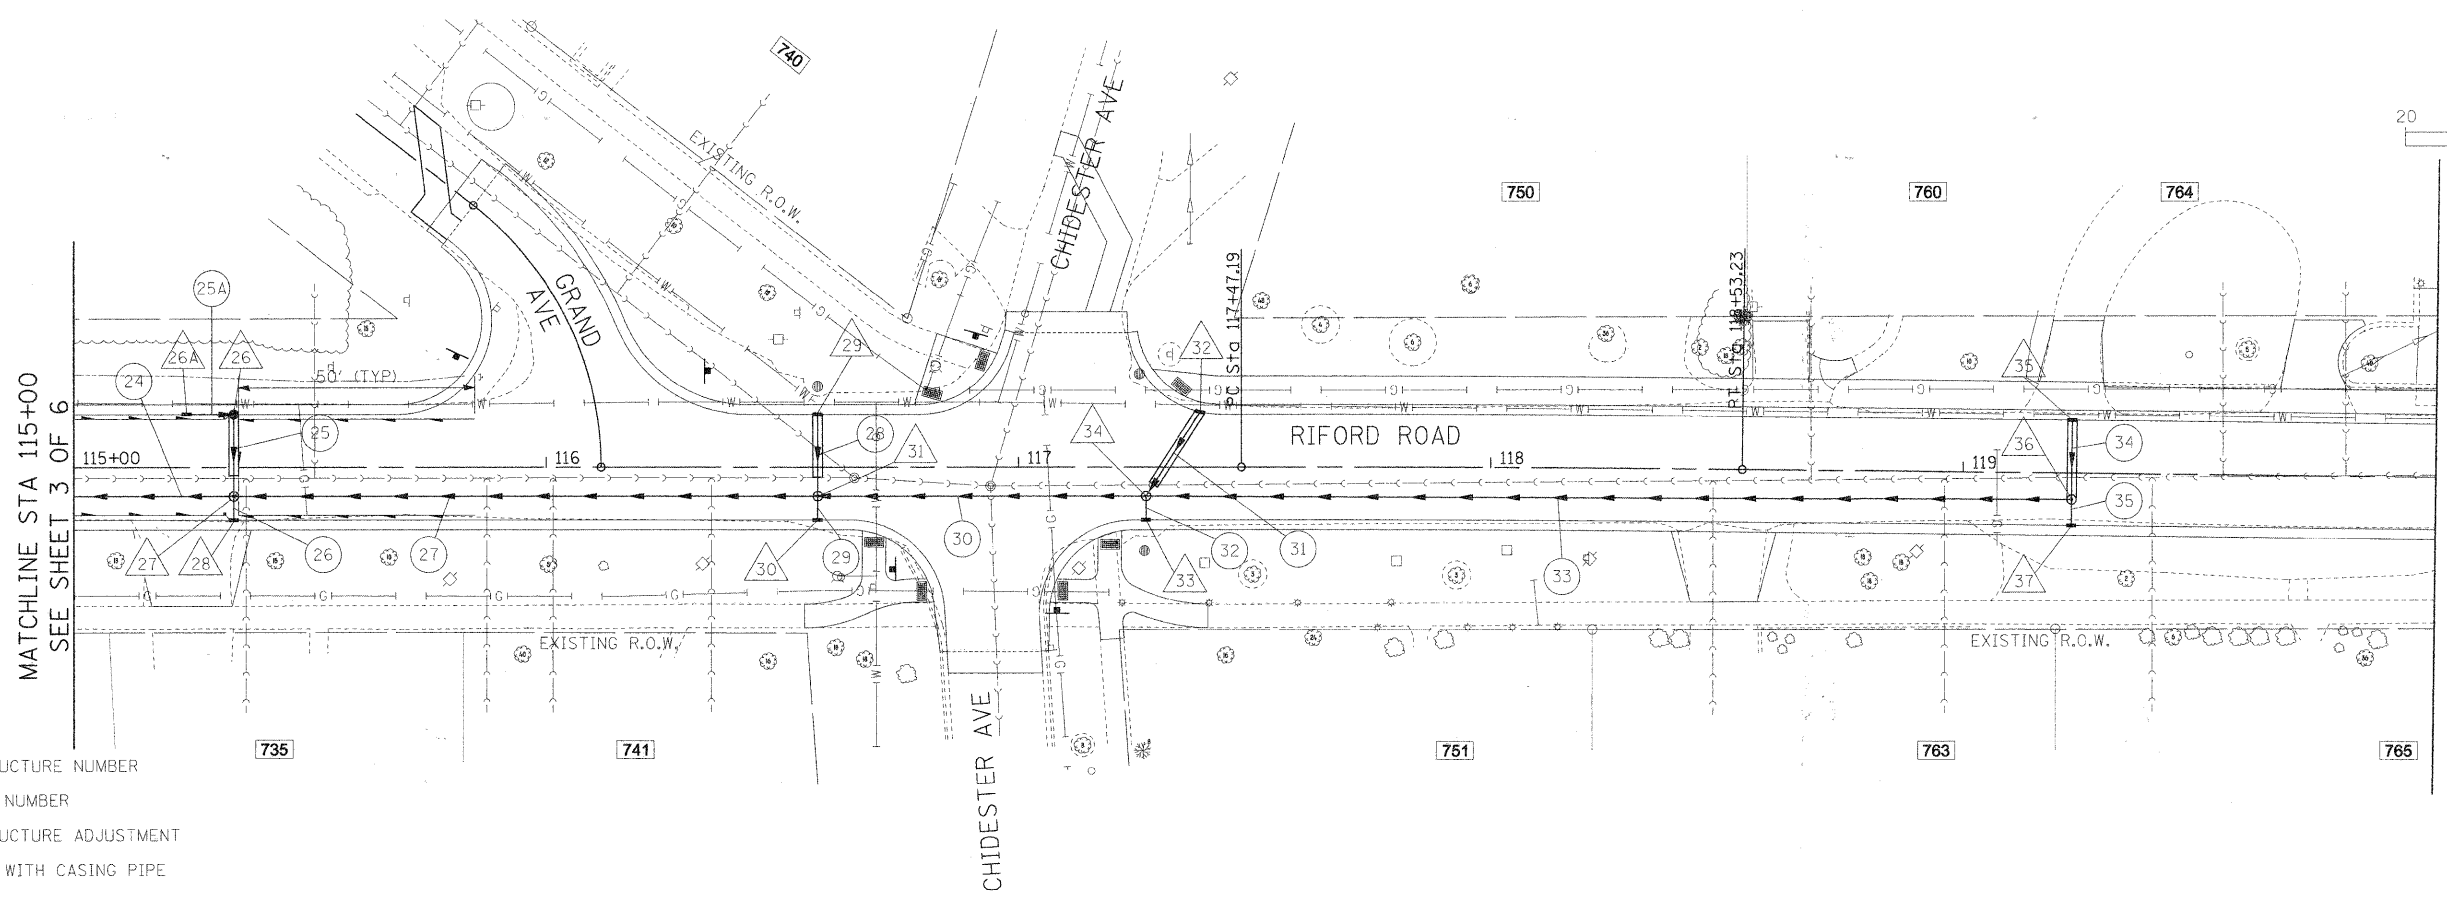 740
CHIDESTER AVE
20
EXISTING R.O.W.
750
760
764
GRAND
AVE
PC Sta 117+47.19
PT Sta 118+53.23
25A
26A
26
29
32
35
24
50' (TYP)
MATCHLINE STA 115+00
SEE SHEET 3 OF 6
25
28
31
34
RIFORD ROAD
36
34
115+00
116
117
118
119
35
27
28
26
27
30
29
30
33
32
31
33
37
EXISTING R.O.W.
EXISTING R.O.W.
735
741
CHIDESTER AVE
751
763
765
UCTURE NUMBER
NUMBER
UCTURE ADJUSTMENT
WITH CASING PIPE